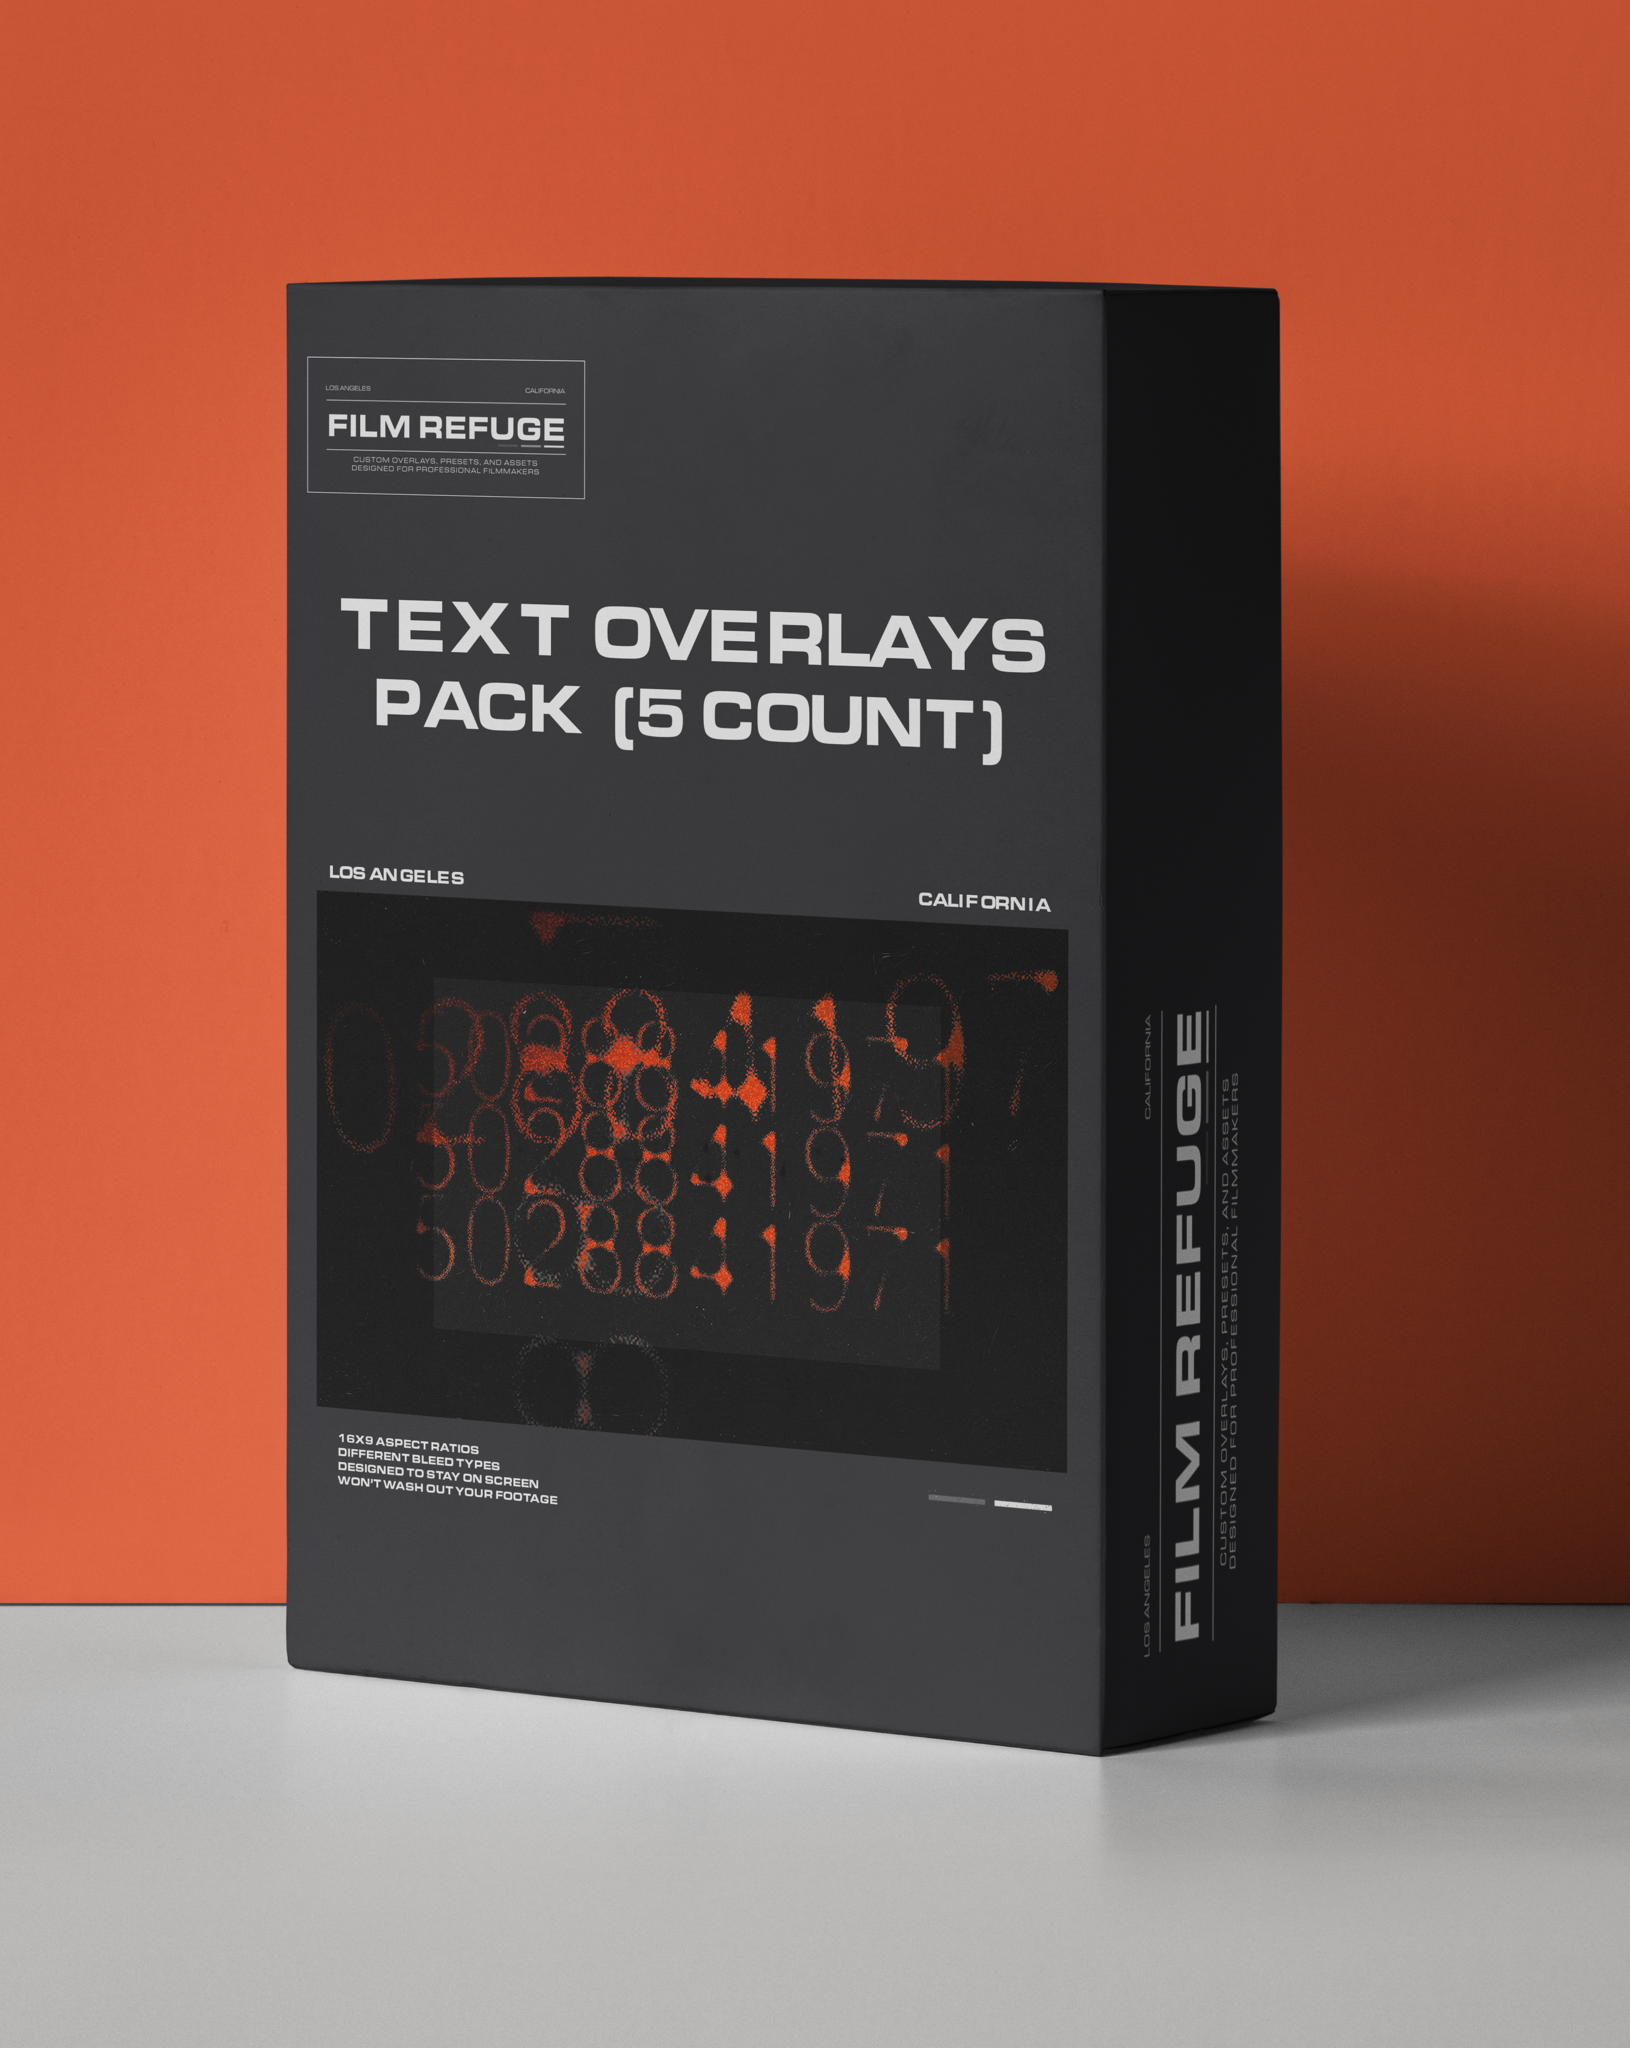 LOS ANGELES
CALIFORNIA
FILM REFUGE
CUSTOM OVERLAYS, PRESETS, AND ASSETS
DESIGNED FOR PROFESSIONAL FILMMAKERS
TEXT OVERLAYS
PACK (5 COUNT)
LOS ANGELES
CALIFORNIA
502884197
16X9 ASPECT RATIOS
DIFFERENT BLEED TYPES
DESIGNED TO STAY ON SCREEN
WON'T WASH OUT YOUR FOOTAGE
LOS ANGELES
CALIFORNIA
FILM REFUGE
CUSTOM OVERLAYS, PRESETS, AND ASSETS
DESIGNED FOR PROFESSIONAL FILMMAKERS